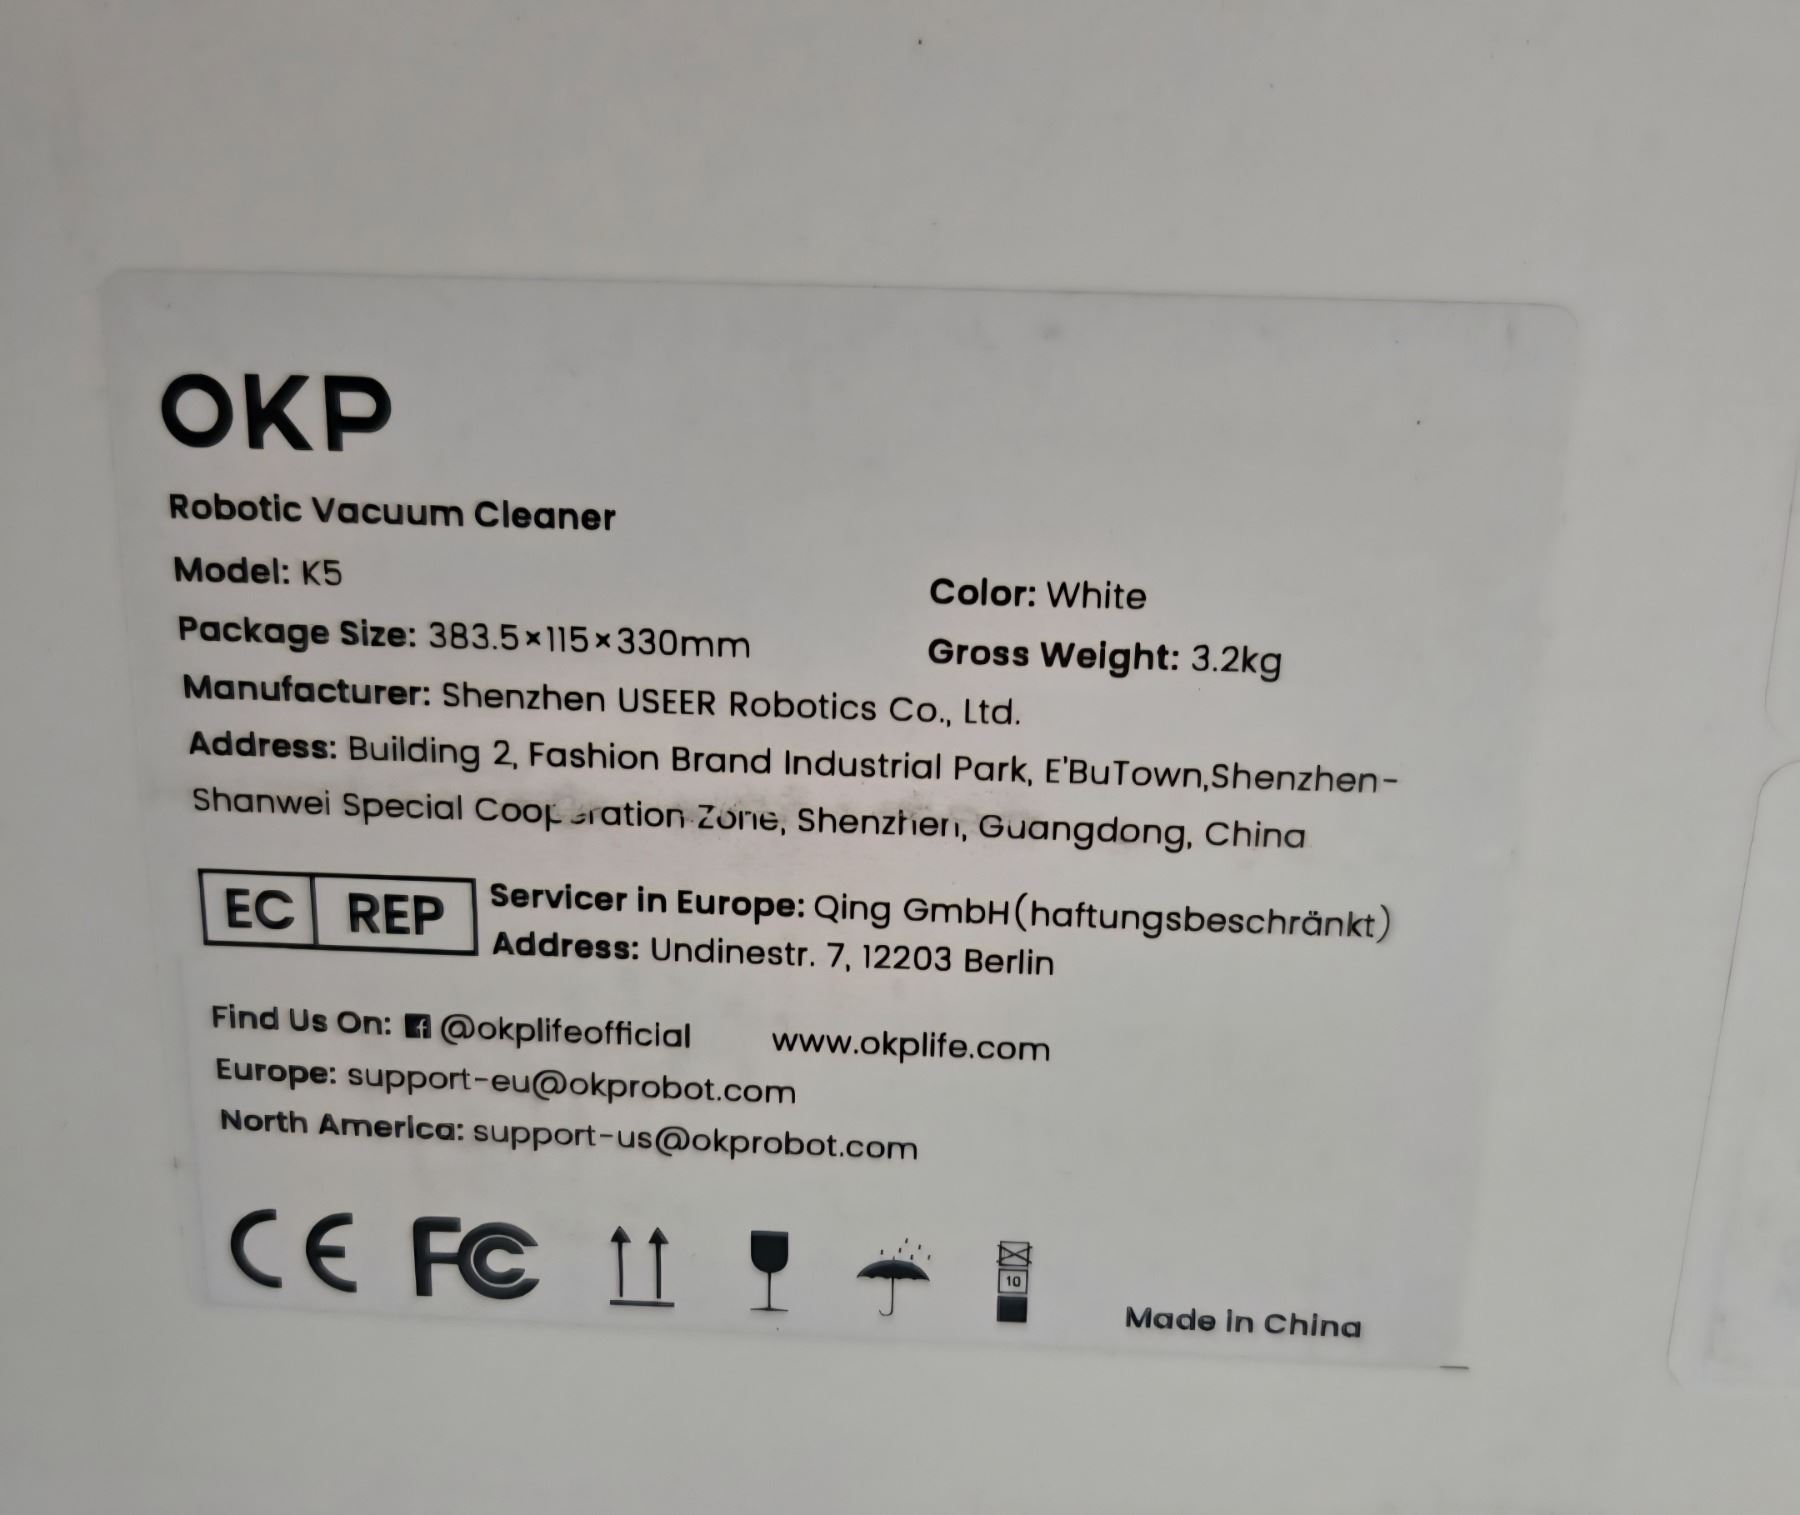 OKP
Robotic Vacuum Cleaner
Model: K5
Color: White
Package Size: 383.5×115×330mm
Gross Weight: 3.2kg
Manufacturer: Shenzhen USEER Robotics Co., Ltd.
Address: Building 2, Fashion Brand Industrial Park, E'BuTown,Shenzhen-
Shanwei Special Cooperation Zone, Shenzhen, Guangdong, China
EC REP
Servicer in Europe: Qing GmbH(haftungsbeschränkt)
Address: Undinestr. 7, 12203 Berlin
Find Us On: @okplifeofficial www.okplife.com
Europe: support-eu@okprobot.com
North America: support-us@okprobot.com
CE FC 10
Made in China